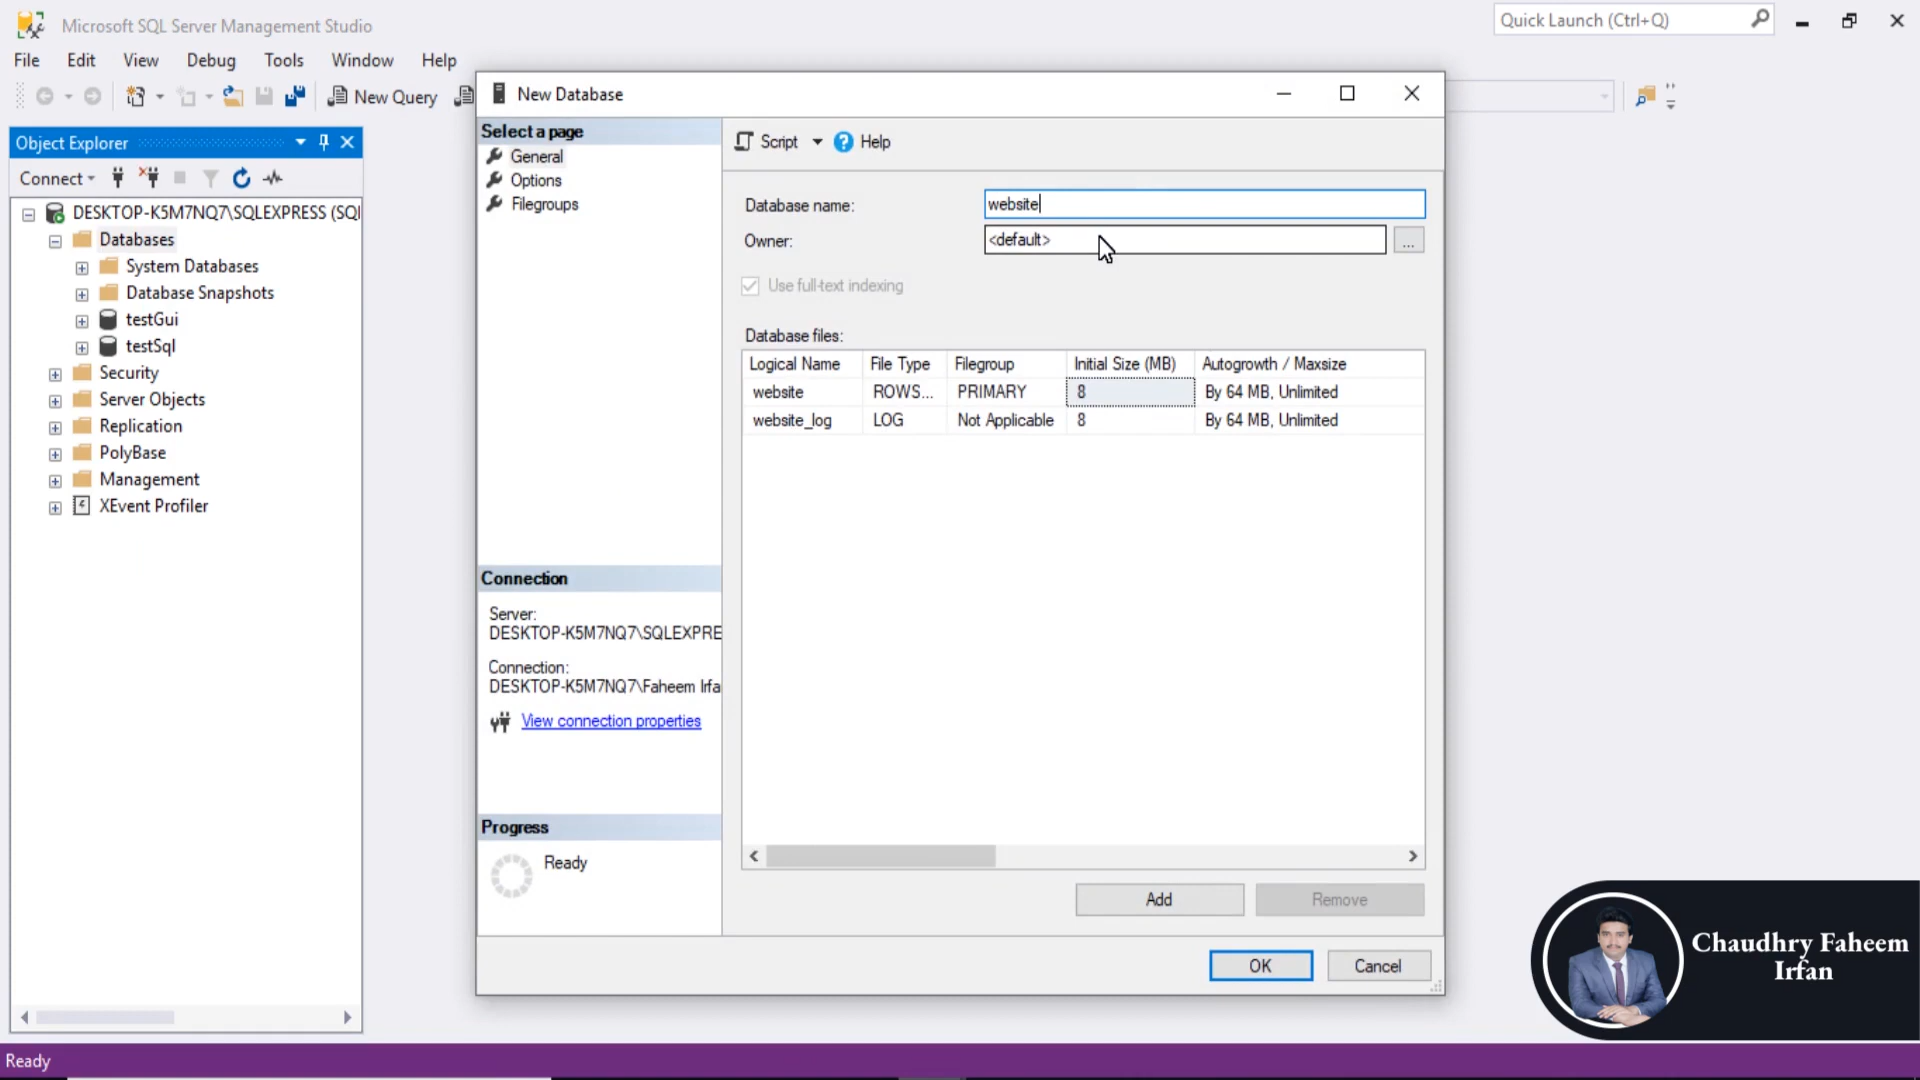 Microsoft SQL Server Management Studio
Quick Launch (Ctrl+Q)
File Edit View Debug Tools Window Help
New Query
New Database
Object Explorer
Connect
DESKTOP-K5M7NQ7\SQLEXPRESS (SQl
Databases
System Databases
Database Snapshots
testGui
testSql
Security
Server Objects
Replication
PolyBase
Management
XEvent Profiler
Select a page
General
Options
Filegroups
Connection
Server:
DESKTOP-K5M7NQ7\SQLEXPRE
Connection:
DESKTOP-K5M7NQ7\Faheem Irfa
View connection properties
Progress
Ready
Script Help
Database name: website
Owner: <default> ...
Use full-text indexing
Database files:
Logical Name File Type Filegroup Initial Size (MB) Autogrowth / Maxsize
website ROWS... PRIMARY 8 By 64 MB, Unlimited
website_log LOG Not Applicable 8 By 64 MB, Unlimited
Add Remove
OK Cancel
Chaudhry Faheem
Irfan
Ready